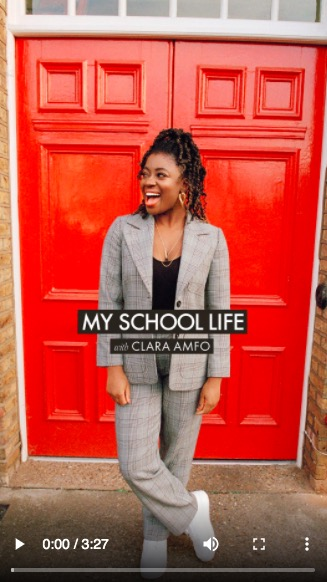 MY SCHOOL LIFE
with CLARA AMFO
0:00 / 3:27